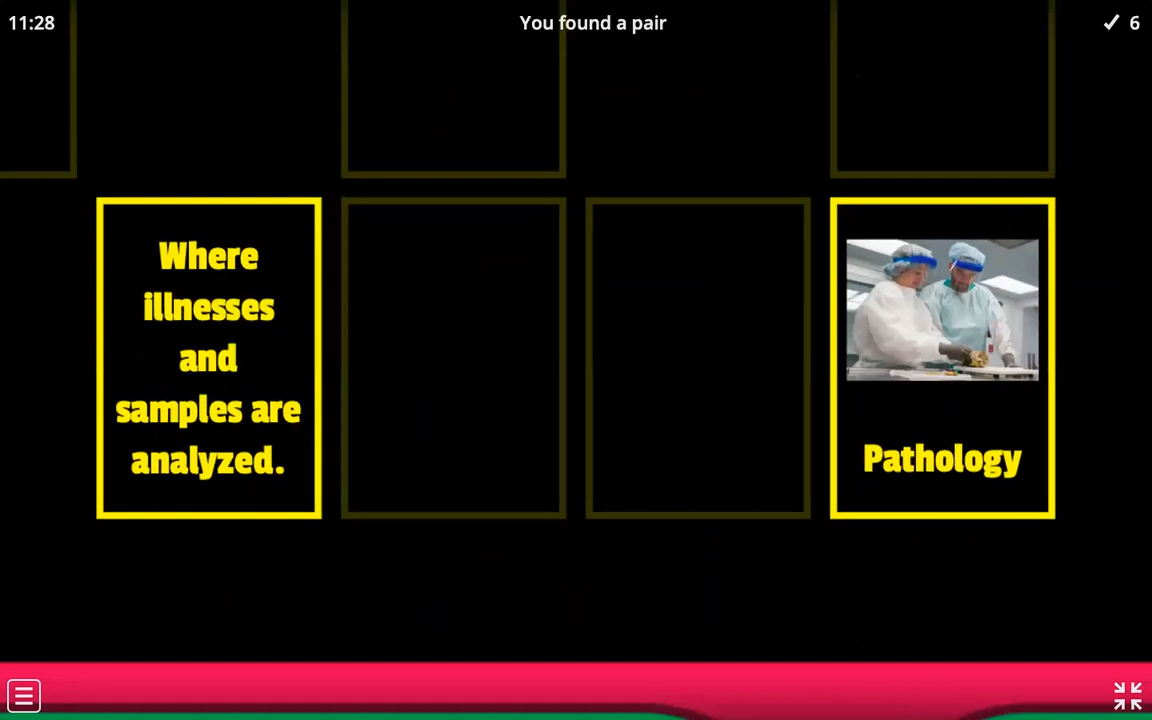 11:28
You found a pair
6
Where
illnesses
and
samples are
analyzed.
Pathology